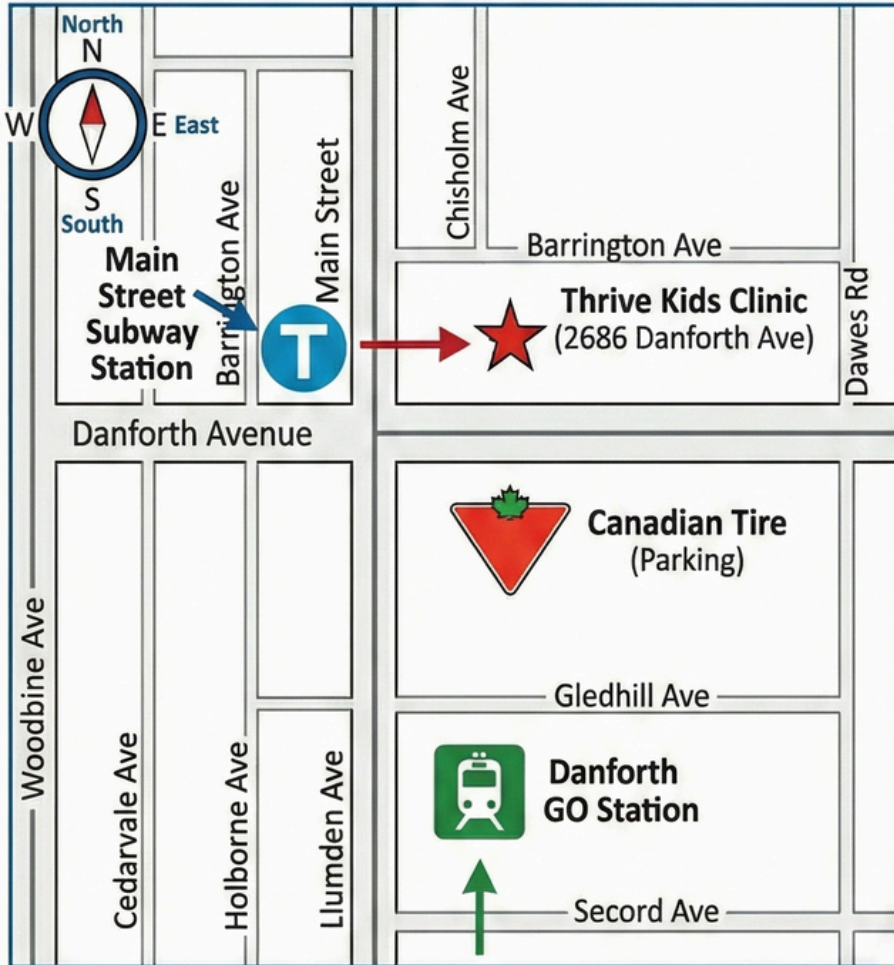 North
N
W
E East
S
South
Main
Street
Subway
Station
Barrington Ave
Main Street
T
Chisholm Ave
Barrington Ave
Thrive Kids Clinic
(2686 Danforth Ave)
Dawes Rd
Danforth Avenue
Canadian Tire
(Parking)
Woodbine Ave
Cedarvale Ave
Holborne Ave
Llumden Ave
Gledhill Ave
Danforth
GO Station
Secord Ave